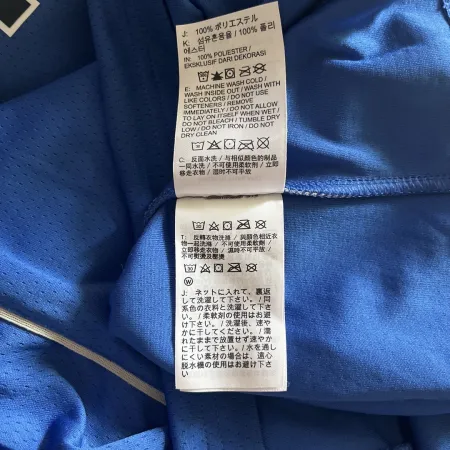 J: 100% ポリエステル
K: 섬유혼용율 / 100% 폴리
에스터
IN: 100% POLIESTER /
EKSKLUSIF DARI DEKORASI
E: MACHINE WASH COLD /
WASH INSIDE OUT / WASH WITH
LIKE COLORS / DO NOT USE
SOFTENERS / REMOVE
IMMEDIATELY / DO NOT ALLOW
TO LAY ON ITSELF WHEN WET /
DO NOT BLEACH / TUMBLE DRY
LOW / DO NOT IRON / DO NOT
DRY CLEAN
C: 反面水洗 / 与相似颜色的制品
一同水洗 / 不可使用柔软剂 / 立即
移走衣物 / 湿时不可平放
T: 反轉衣物洗滌 / 與顏色相近衣
物一起洗滌 / 不可使用柔軟劑 /
立即移走衣物 / 濕時不可平放 /
不可熨燙及密標
W
J: ネットに入れて、裏返
して洗濯して下さい。/ 同
系色の衣料と洗濯して下さ
い。/ 柔軟剤の使用はお避
け下さい。/ 洗濯後、速や
かに干して下さい。/ 濡
れたままで放置せず速やか
に干して下さい。/ 水を通し
にくい素材の場合は、遠心
脱水機の使用はお避け下さ
い